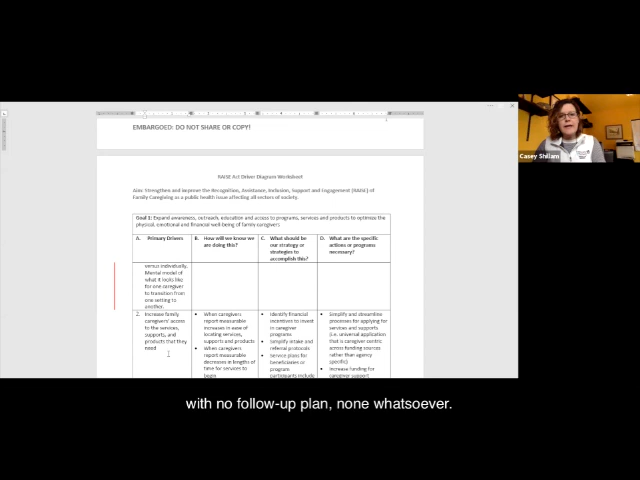 EMBARGOED: DO NOT SHARE OR COPY!
RAISE Act Driver Diagram Worksheet
Aim: Strengthen and improve the Recognition, Assistance, Inclusion, Support and Engagement (RAISE) of
Family Caregiving as a public health issue affecting all sectors of society.
Goal 1: Expand awareness, outreach, education and access to programs, services and products to optimize the
physical, emotional and financial well-being of family caregivers
A. Primary Drivers
B. How will we know we
are doing this?
C. What should be
our strategy or
strategies to
accomplish this?
D. What are the specific
actions or programs
necessary?
versus individually.
Mental model of
what it looks like
for one caregiver
to transition from
one setting to
another.
2. Increase family
caregivers' access
to the services,
supports, and
products that they
need
• When caregivers
report measurable
increases in ease of
locating services,
supports and products
• When caregivers
report measurable
decreases in lengths of
time for services to
begin
• Identify financial
incentives to invest
in caregiver
programs
• Simplify intake and
referral protocols
• Service plans for
beneficiaries or
program
participants include
• Simplify and streamline
processes for applying for
services and supports
(i.e. universal application
that is caregiver centric
across funding sources
rather than agency
specific)
• Increase funding for
caregiver support
Casey Shillam
with no follow-up plan, none whatsoever.